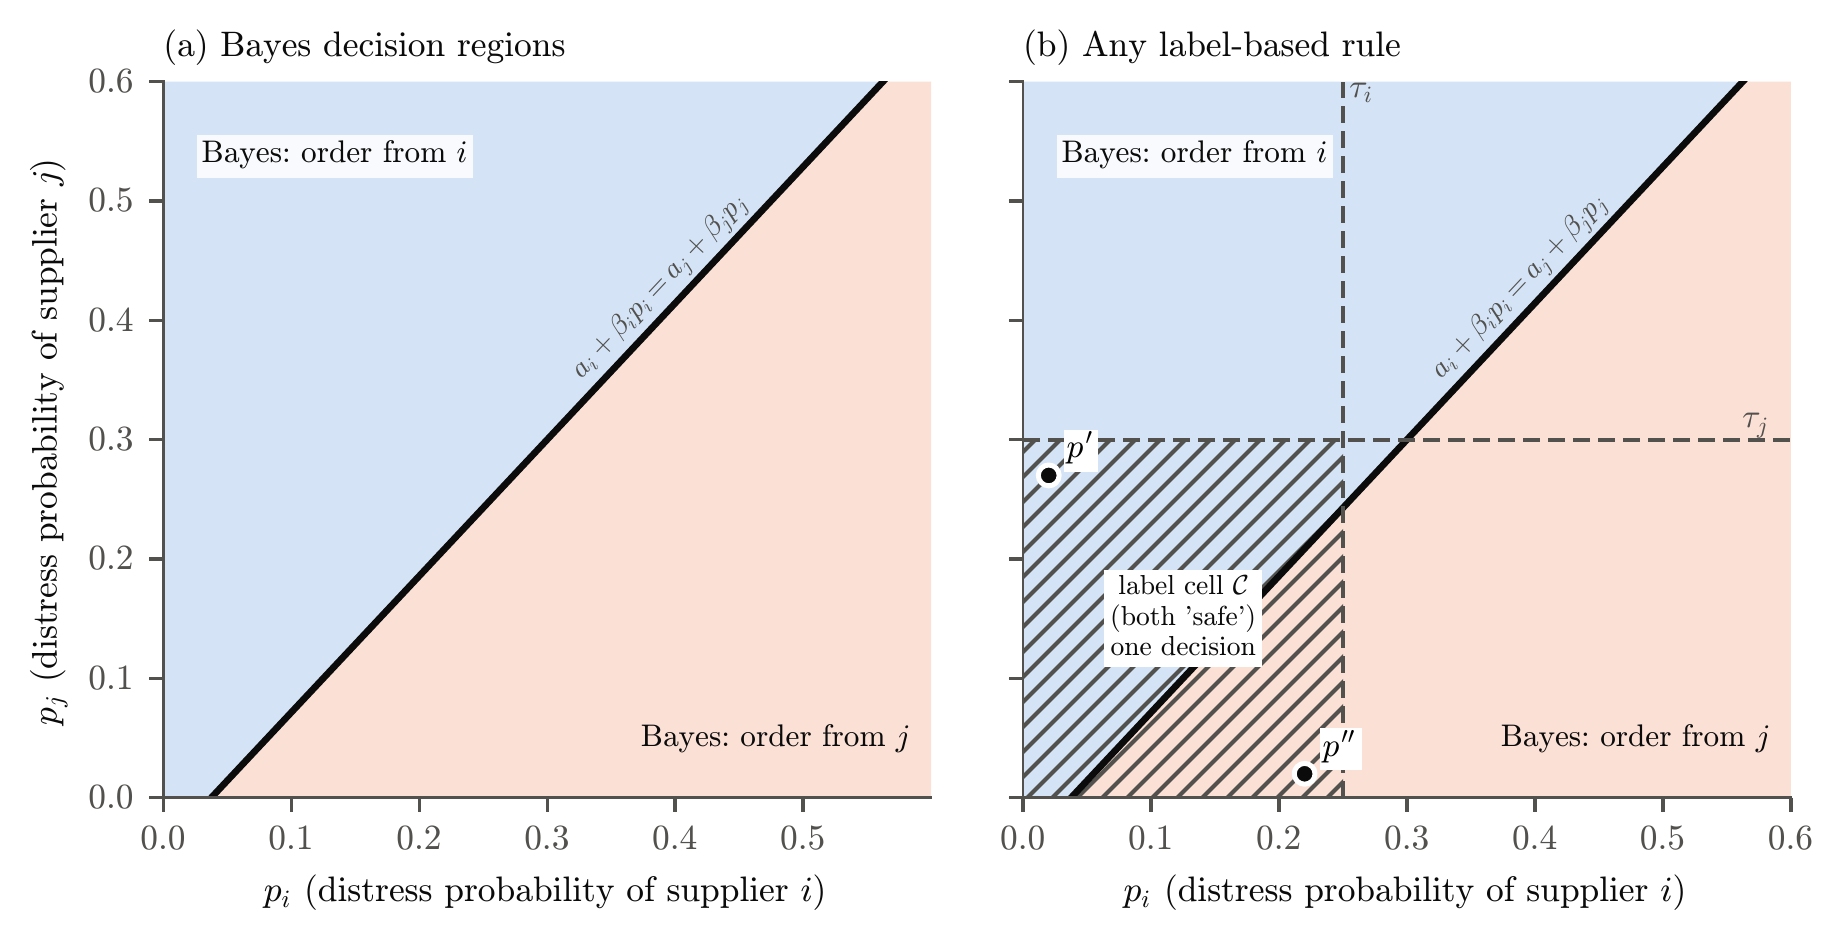 (a) Bayes decision regions
0.6
0.5
0.4
0.3
0.2
0.1
0.0
p_j (distress probability of supplier j)
Bayes: order from i
a_i + β_i p_i = a_j + β_j p_j
Bayes: order from j
0.0 0.1 0.2 0.3 0.4 0.5
p_i (distress probability of supplier i)
(b) Any label-based rule
τ_i
Bayes: order from i
a_i + β_i p_i = a_j + β_j p_j
τ_j
p′
label cell 𝒞
(both ’safe’)
one decision
p″
Bayes: order from j
0.0 0.1 0.2 0.3 0.4 0.5 0.6
p_i (distress probability of supplier i)